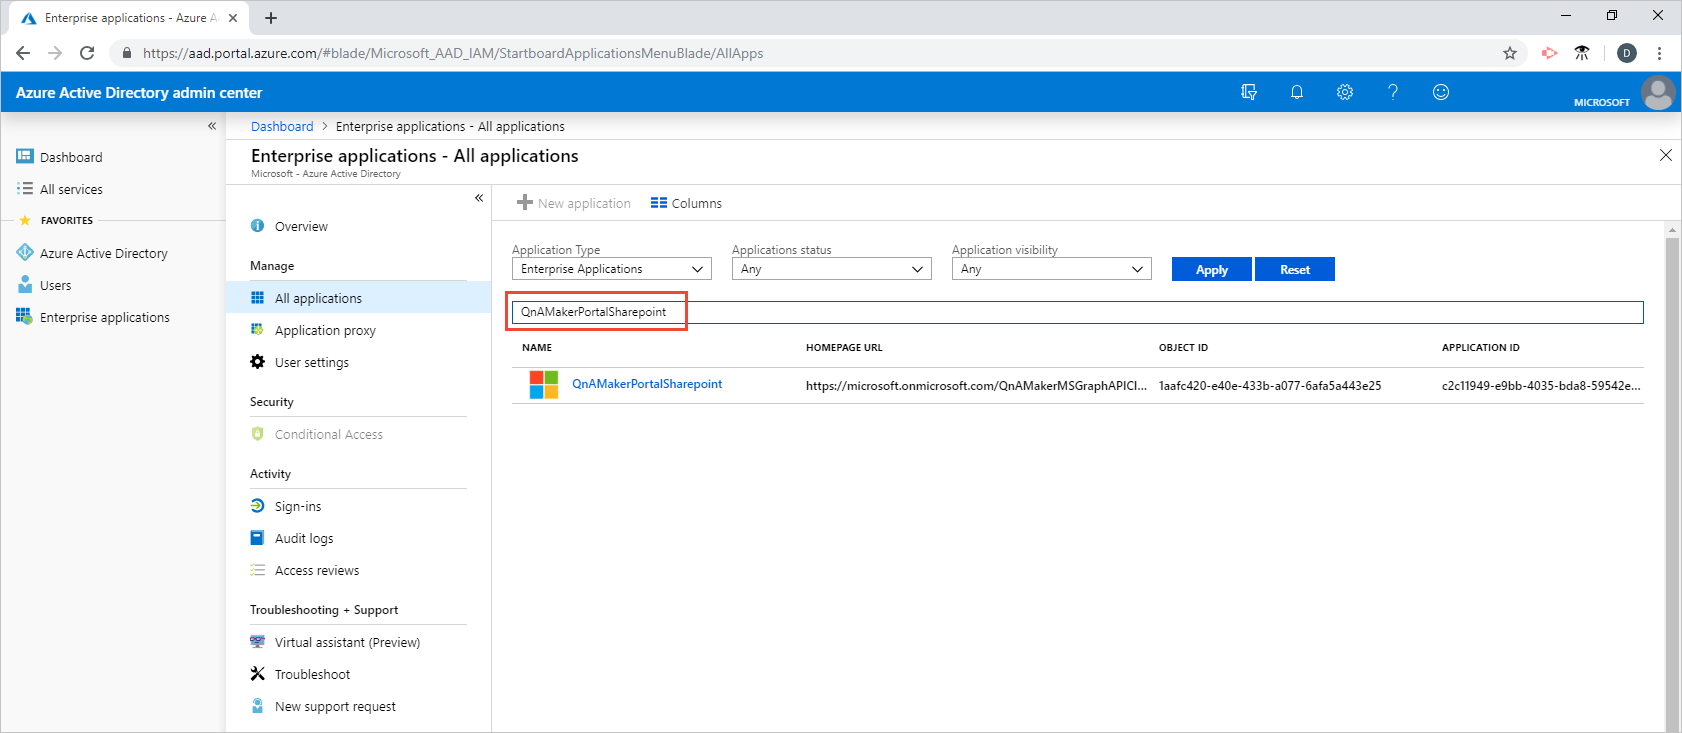 Enterprise applications - Azure A
https://aad.portal.azure.com/#blade/Microsoft_AAD_IAM/StartboardApplicationsMenuBlade/AllApps
D
Azure Active Directory admin center
MICROSOFT
Dashboard
All services
FAVORITES
Azure Active Directory
Users
Enterprise applications
Dashboard > Enterprise applications - All applications
Enterprise applications - All applications
Microsoft - Azure Active Directory
Overview
Manage
All applications
Application proxy
User settings
Security
Conditional Access
Activity
Sign-ins
Audit logs
Access reviews
Troubleshooting + Support
Virtual assistant (Preview)
Troubleshoot
New support request
New application Columns
Application Type Applications status Application visibility
Enterprise Applications Any Any Apply Reset
QnAMakerPortalSharepoint
NAME HOMEPAGE URL OBJECT ID APPLICATION ID
QnAMakerPortalSharepoint https://microsoft.onmicrosoft.com/QnAMakerMSGraphAPICl... 1aafc420-e40e-433b-a077-6afa5a443e25 c2c11949-e9bb-4035-bda8-59542e...